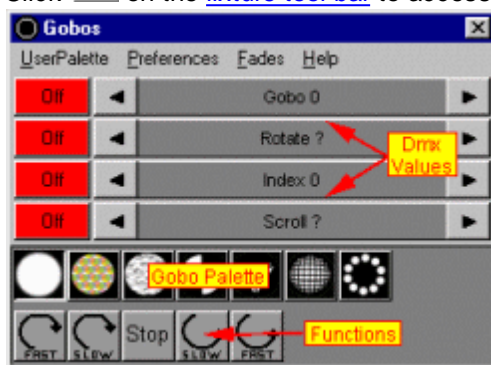 Click on the fixture tool bar to access
Gobos
UserPalette Preferences Fades Help
Off Gobo 0
Off Rotate ?
Dmx
Values
Off Index 0
Off Scroll ?
Gobo Palette
FAST SLOW Stop SLOW FAST
Functions